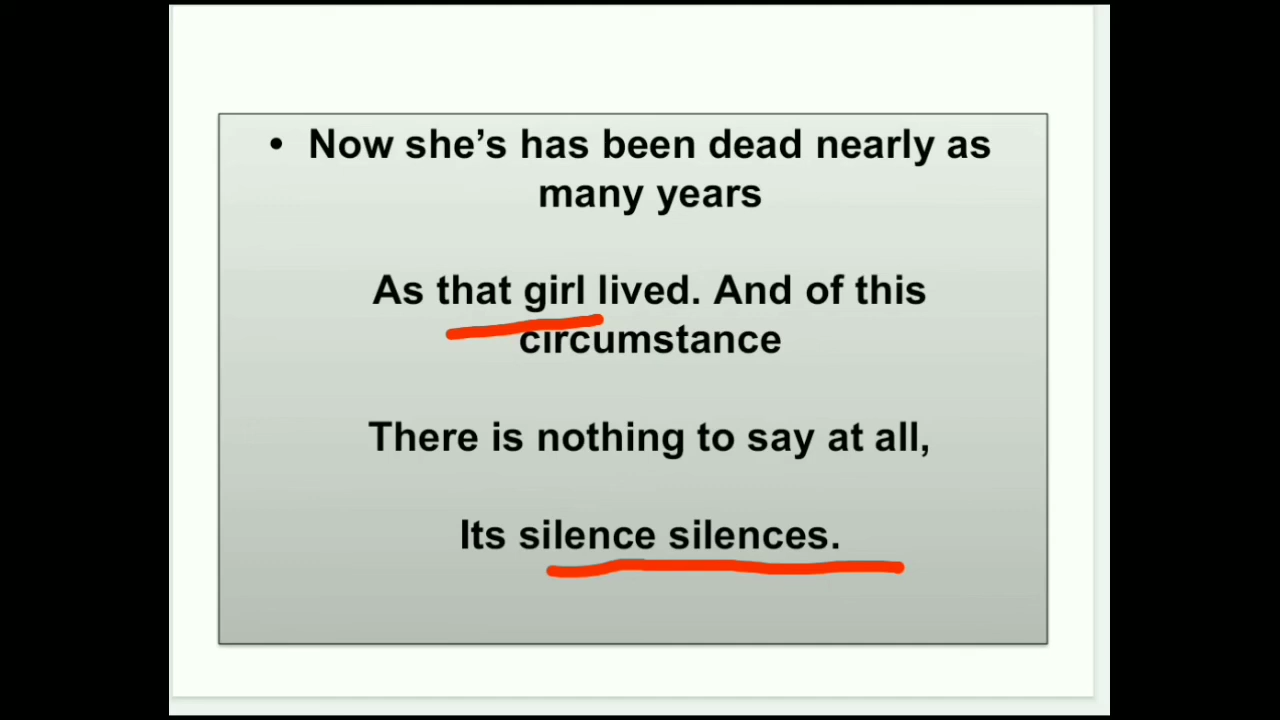 • Now she’s has been dead nearly as
many years
As that girl lived. And of this
circumstance
There is nothing to say at all,
Its silence silences.